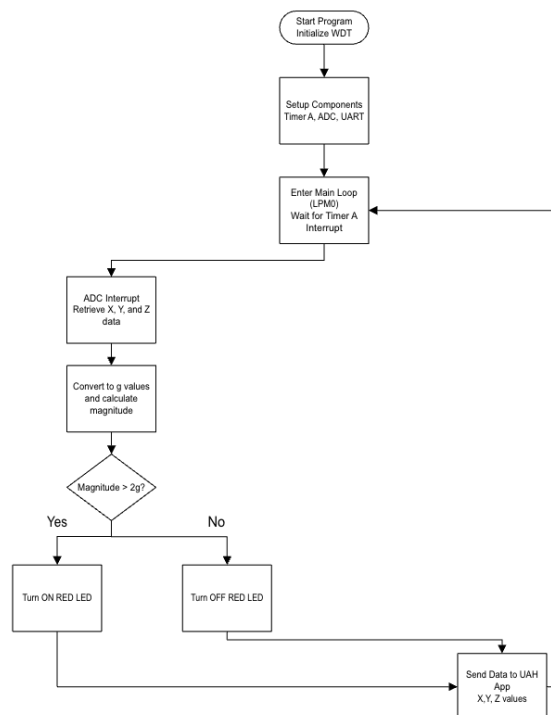 Start Program
Initialize WDT
Setup Components
Timer A, ADC, UART
Enter Main Loop
(LPM0)
Wait for Timer A
Interrupt
ADC Interrupt
Retrieve X, Y, and Z
data
Convert to g values
and calculate
magnitude
Magnitude > 2g?
Yes
No
Turn ON RED LED
Turn OFF RED LED
Send Data to UAH
App
X,Y, Z values